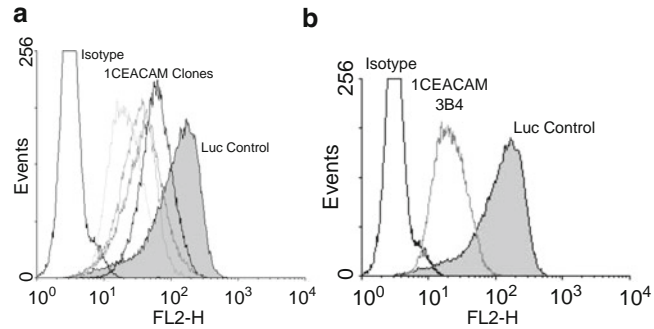 a
256
Isotype
1CEACAM Clones
Luc Control
Events
0
10^0 10^1 10^2 10^3 10^4
FL2-H
b
256
Isotype
1CEACAM
3B4
Luc Control
Events
0
10^0 10^1 10^2 10^3 10^4
FL2-H